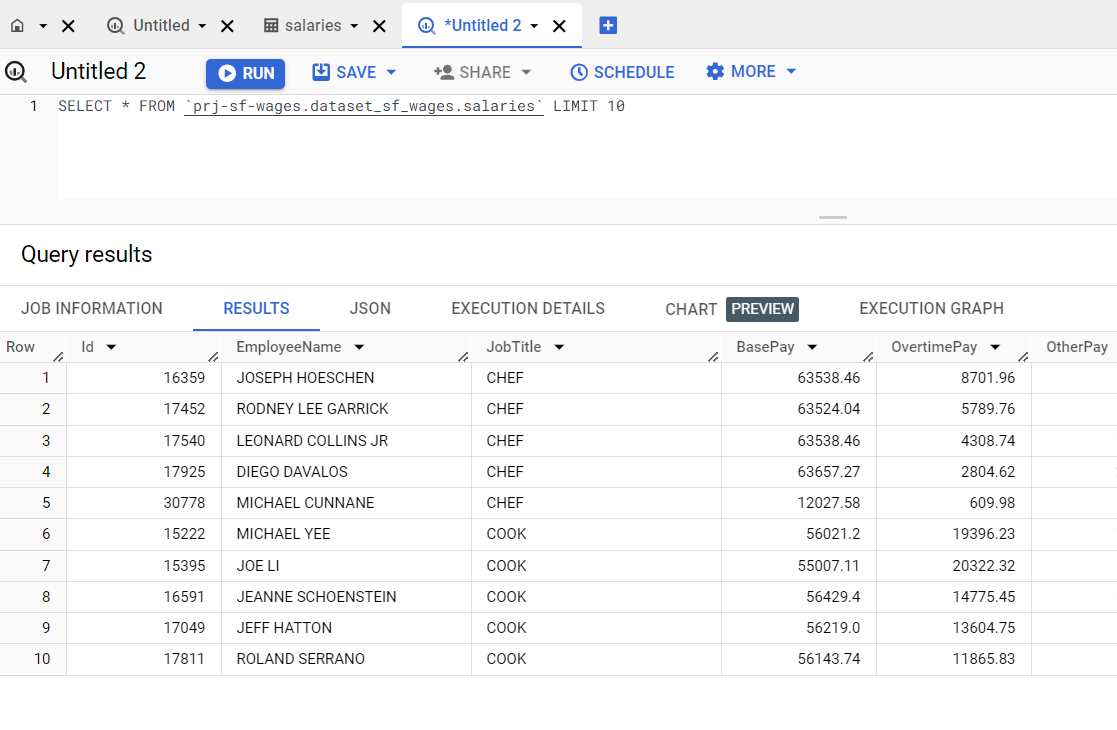 Untitled salaries *Untitled 2
Untitled 2 RUN SAVE SHARE SCHEDULE MORE
1 SELECT * FROM `prj-sf-wages.dataset_sf_wages.salaries` LIMIT 10
Query results
JOB INFORMATION RESULTS JSON EXECUTION DETAILS CHART PREVIEW EXECUTION GRAPH
Row Id EmployeeName JobTitle BasePay OvertimePay OtherPay
1 16359 JOSEPH HOESCHEN CHEF 63538.46 8701.96
2 17452 RODNEY LEE GARRICK CHEF 63524.04 5789.76
3 17540 LEONARD COLLINS JR CHEF 63538.46 4308.74
4 17925 DIEGO DAVALOS CHEF 63657.27 2804.62
5 30778 MICHAEL CUNNANE CHEF 12027.58 609.98
6 15222 MICHAEL YEE COOK 56021.2 19396.23
7 15395 JOE LI COOK 55007.11 20322.32
8 16591 JEANNE SCHOENSTEIN COOK 56429.4 14775.45
9 17049 JEFF HATTON COOK 56219.0 13604.75
10 17811 ROLAND SERRANO COOK 56143.74 11865.83